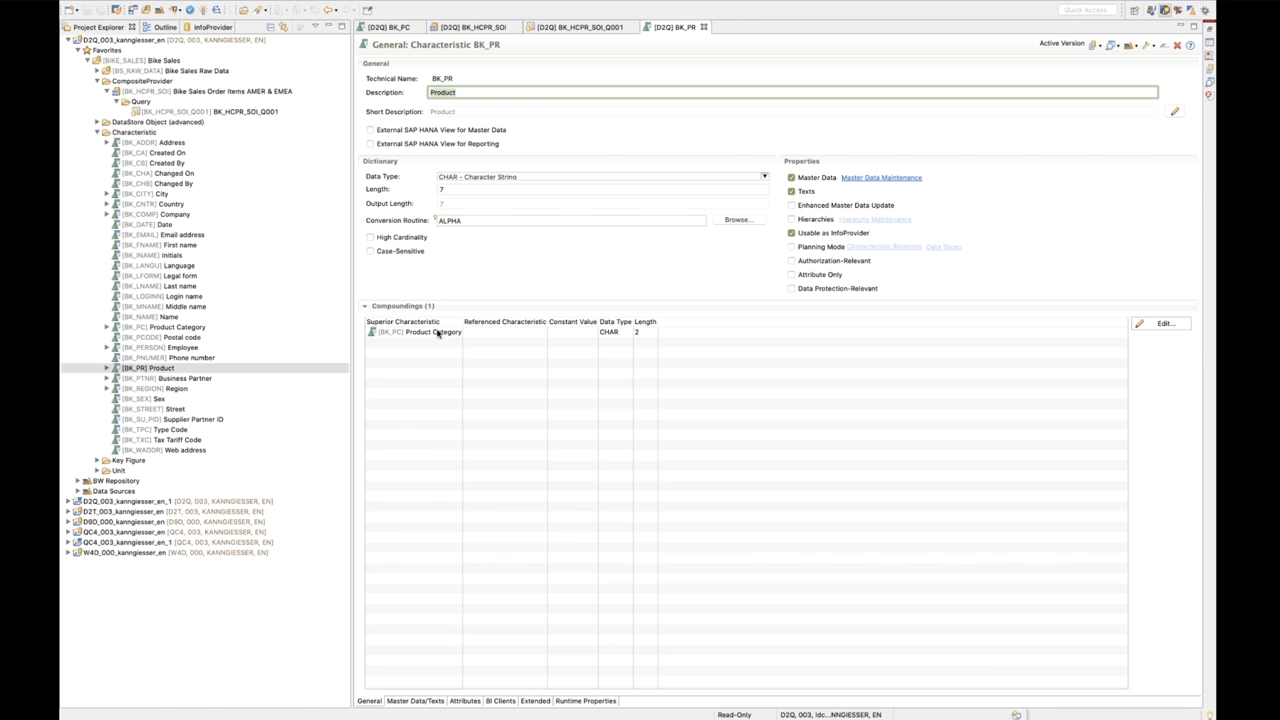 Quick Access
Project Explorer
Outline
InfoProvider
D2Q_003_kanngiesser_en [D2Q, KANNGIESSER, EN]
Favorites
[BIKE_SALES] Bike Sales
[BS_RAW_DATA] Bike Sales Raw Data
CompositeProvider
[BK_HCPR_SOI] Bike Sales Order Items AMER & EMEA
Query
[BK_HCPR_SOI_Q001] BK_HCPR_SOI_Q001
DataStore Object (advanced)
Characteristic
[BK_ADDR] Address
[BK_CA] Created On
[BK_CB] Created By
[BK_CHA] Changed On
[BK_CHB] Changed By
[BK_CITY] City
[BK_CNTR] Country
[BK_COMP] Company
[BK_DATE] Date
[BK_EMAIL] Email address
[BK_FNAME] First name
[BK_INAME] Initials
[BK_LANGU] Language
[BK_LFORM] Legal form
[BK_LNAME] Last name
[BK_LOGINN] Login name
[BK_MNAME] Middle name
[BK_NAME] Name
[BK_PC] Product Category
[BK_PCODE] Postal code
[BK_PERSON] Employee
[BK_PNUMER] Phone number
[BK_PR] Product
[BK_PTNR] Business Partner
[BK_REGION] Region
[BK_SEX] Sex
[BK_STREET] Street
[BK_SU_PID] Supplier Partner ID
[BK_TPC] Type Code
[BK_TXC] Tax Tariff Code
[BK_WADDR] Web address
Key Figure
Unit
BW Repository
Data Sources
D2Q_003_kanngiesser_en_1 [D2Q, 003, KANNGIESSER, EN]
D2T_003_kanngiesser_en [D2T, 003, KANNGIESSER, EN]
D9D_000_kanngiesser_en [D9D, 000, KANNGIESSER, EN]
QC4_003_kanngiesser_en [QC4, 003, KANNGIESSER, EN]
QC4_003_kanngiesser_en_1 [QC4, 003, KANNGIESSER, EN]
W4D_000_kanngiesser_en [W4D, 000, KANNGIESSER, EN]
[D2Q] BK_PC
[D2Q] BK_HCPR_SOI
[D2Q] BK_HCPR_SOI_Q001
[D2Q] BK_PR
General: Characteristic BK_PR
Active Version
General
Technical Name: BK_PR
Description: Product
Short Description: Product
External SAP HANA View for Master Data
External SAP HANA View for Reporting
Dictionary
Data Type: CHAR - Character String
Length: 7
Output Length: 7
Conversion Routine: ALPHA
Browse...
High Cardinality
Case-Sensitive
Properties
Master Data Master Data Maintenance
Texts
Enhanced Master Data Update
Hierarchies Hierarchy Maintenance
Usable as InfoProvider
Planning Mode Characteristic Relations Data Slices
Authorization-Relevant
Attribute Only
Data Protection-Relevant
Compoundings (1)
Superior Characteristic Referenced Characteristic Constant Value Data Type Length
[BK_PC] Product Category CHAR 2
Edit...
General Master Data/Texts Attributes BI Clients Extended Runtime Properties
Read-Only
D2Q, 003, ldc...NNGIESSER, EN